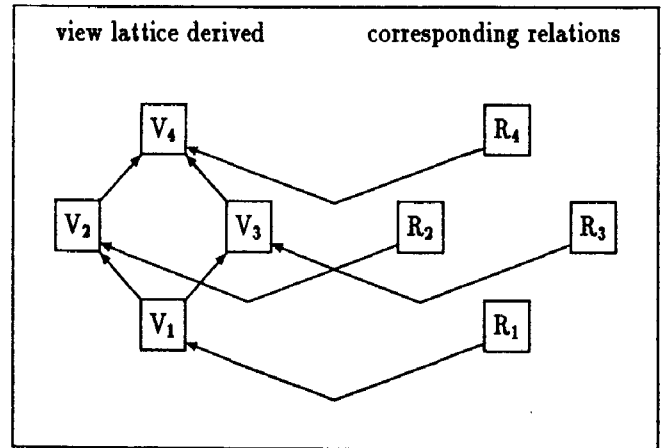 view lattice derived corresponding relations
V₄ R₄
V₂ V₃ R₂ R₃
V₁ R₁